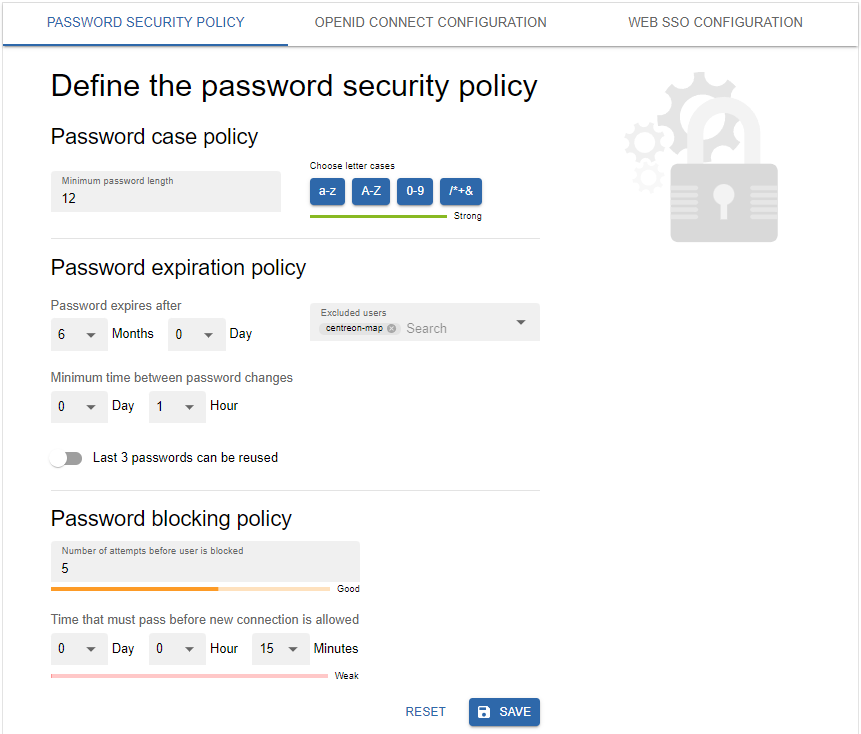 PASSWORD SECURITY POLICY OPENID CONNECT CONFIGURATION WEB SSO CONFIGURATION
Define the password security policy
Password case policy
Choose letter cases
Minimum password length
12
a-z A-Z 0-9 /*+&
Strong
Password expiration policy
Password expires after
6 Months 0 Day
Excluded users
centreon-map Search
Minimum time between password changes
0 Day 1 Hour
Last 3 passwords can be reused
Password blocking policy
Number of attempts before user is blocked
5
Good
Time that must pass before new connection is allowed
0 Day 0 Hour 15 Minutes
Weak
RESET SAVE